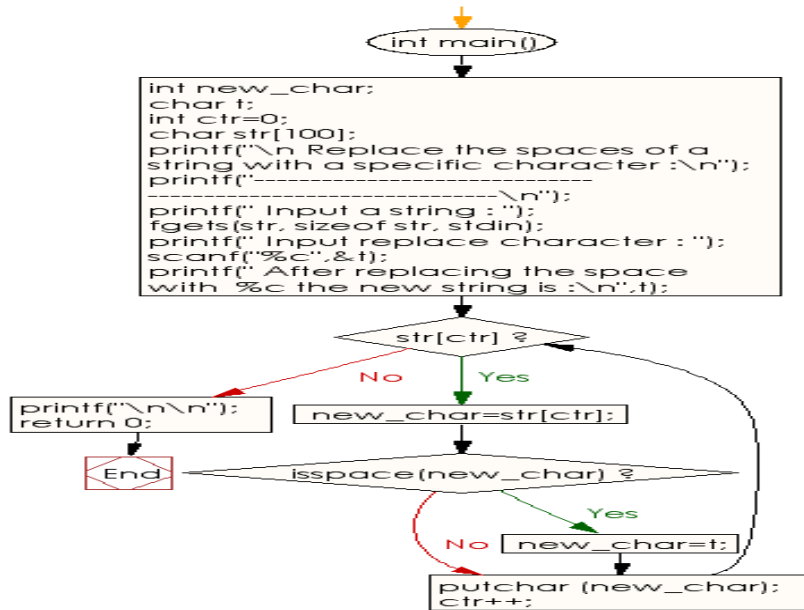 int main()
int new_char;
char t;
int ctr=0;
char str[100];
printf("\n Replace the spaces of a
string with a specific character :\n");
printf("------------------------------
-------------------------------\n");
printf(" Input a string : ");
fgets(str, sizeof str, stdin);
printf(" Input replace character : ");
scanf("%c",&t);
printf(" After replacing the space
with  %c the new string is :\n",t);
str[ctr] ?
No
Yes
printf("\n\n");
return 0;
new_char=str[ctr];
End
isspace(new_char) ?
Yes
No
new_char=t;
putchar (new_char);
ctr++;